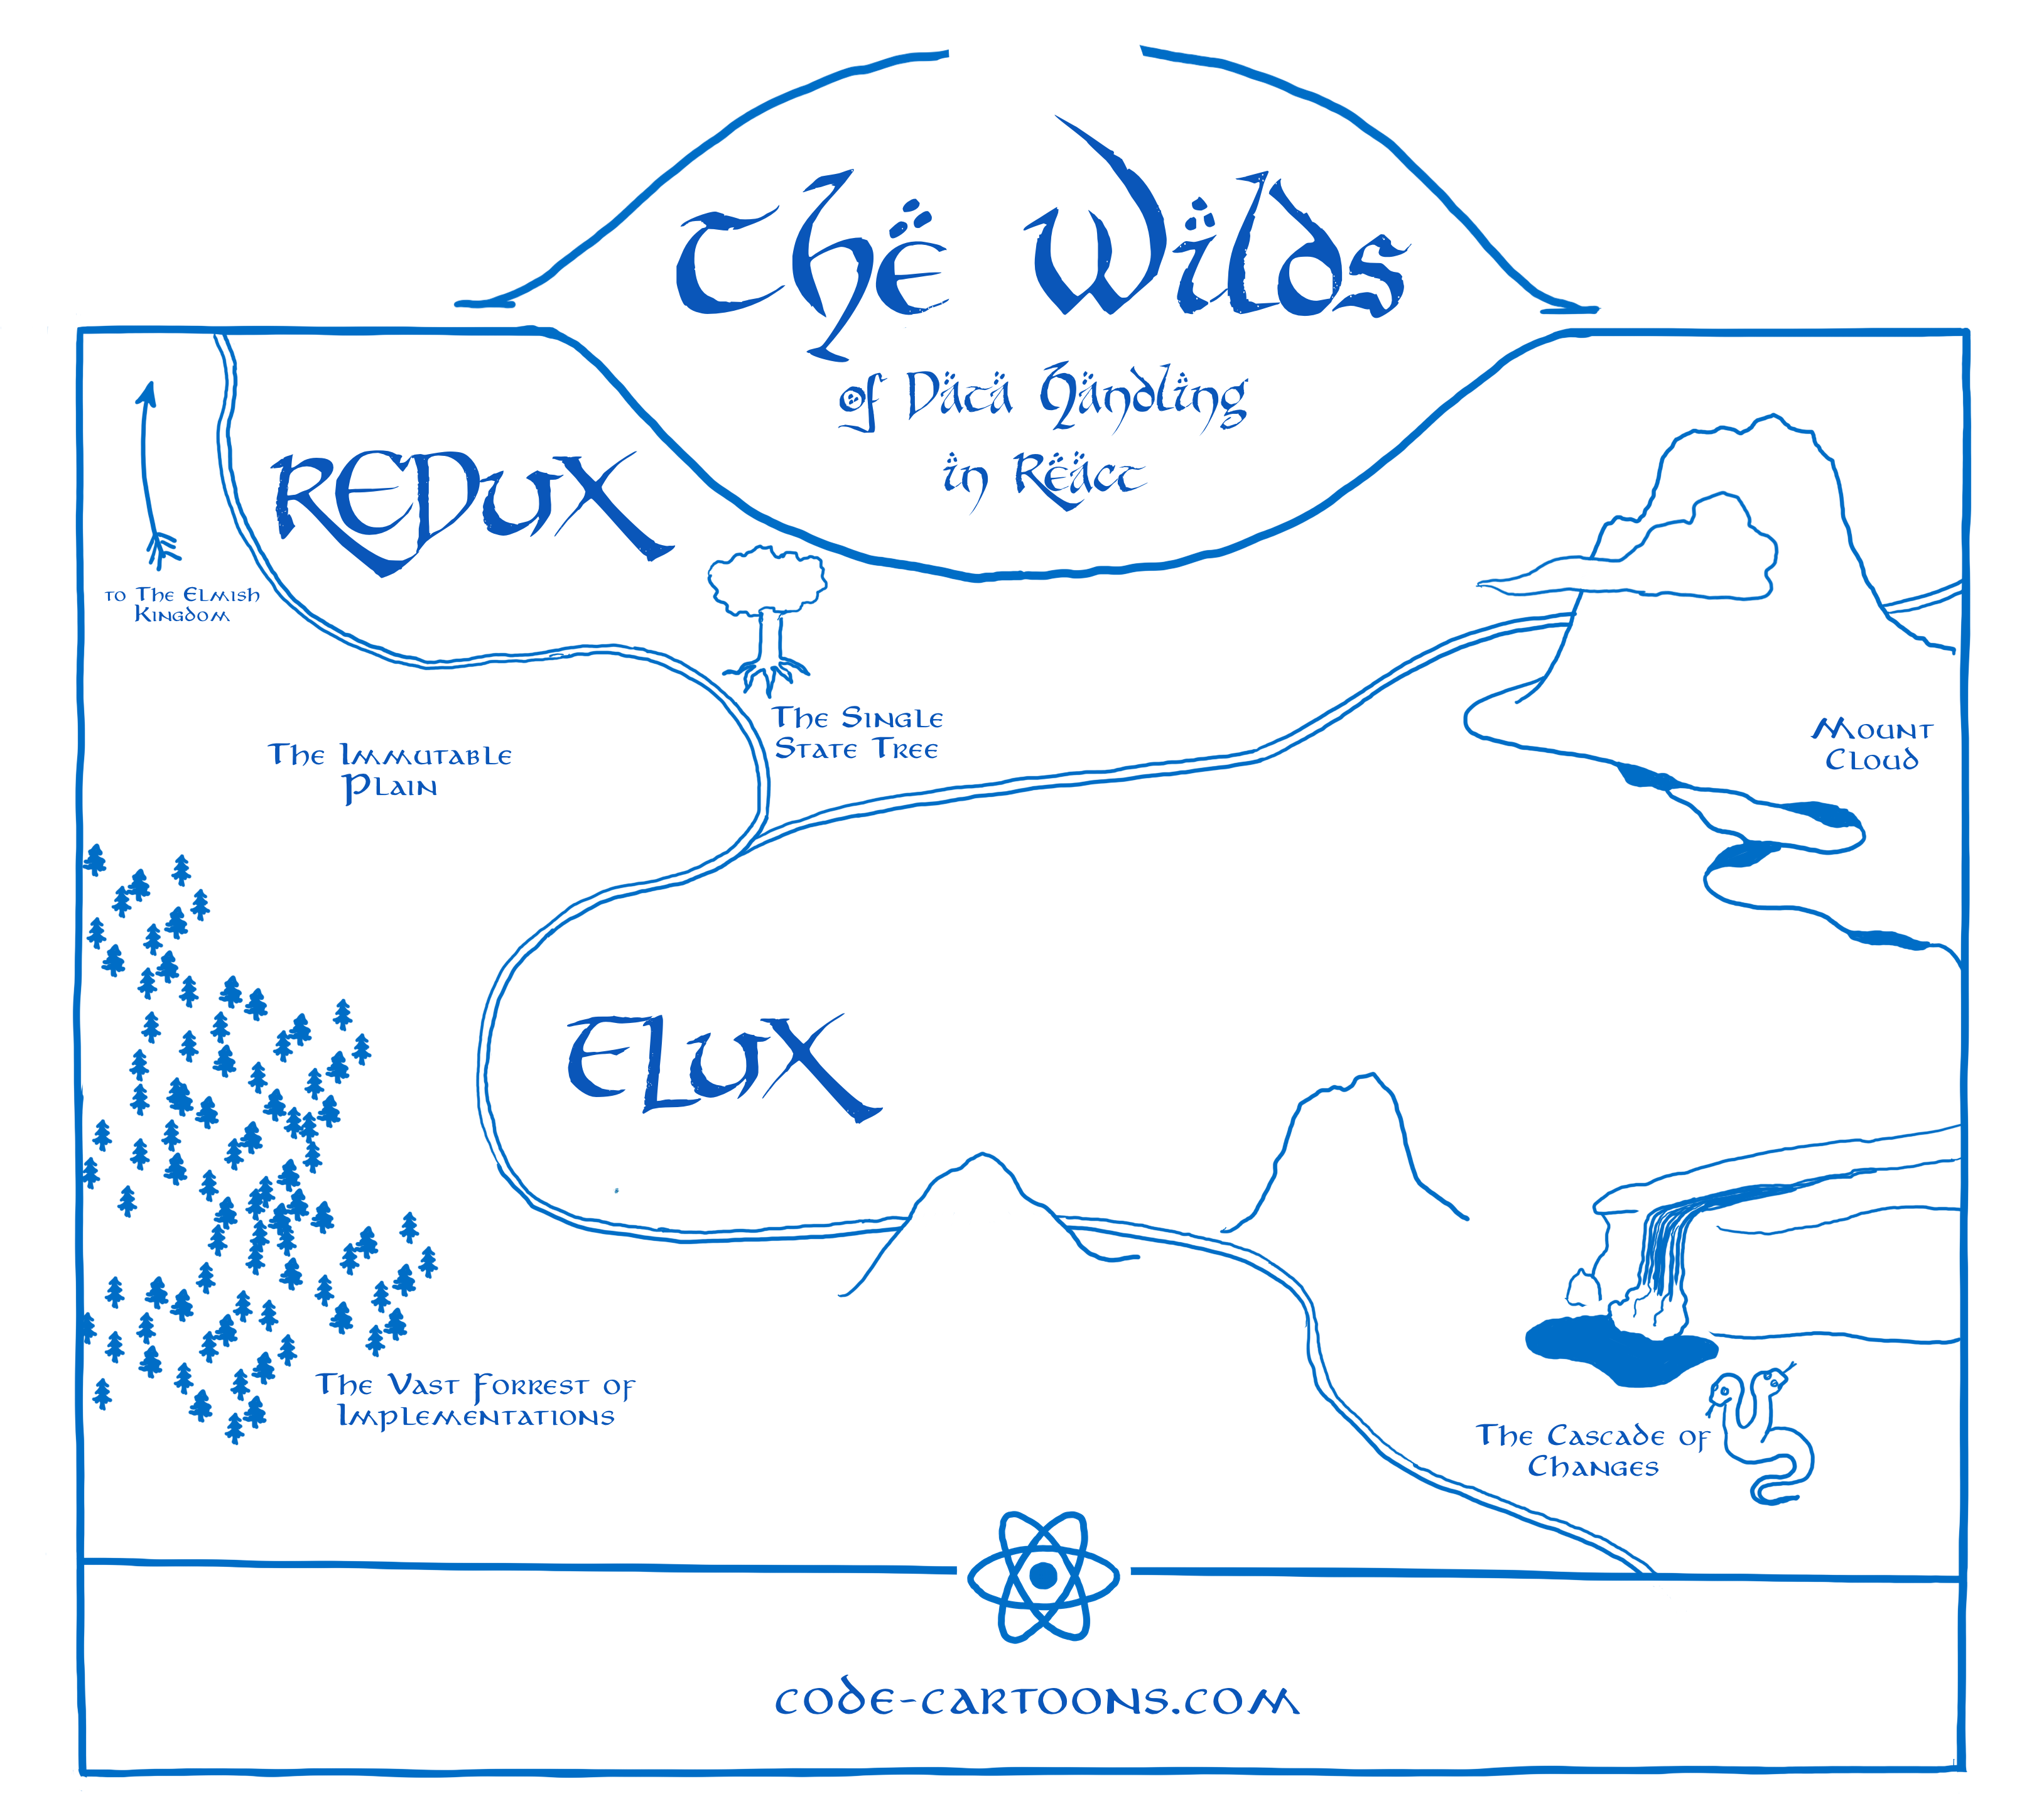 The Wilds
of Data Handling
in React
REDUX
to The Elmish
Kingdom
The Single
State Tree
The Immutable
Plain
Mount
Cloud
ELUX
The Vast Forrest of
Implementations
The Cascade of
Changes
code-cartoons.com